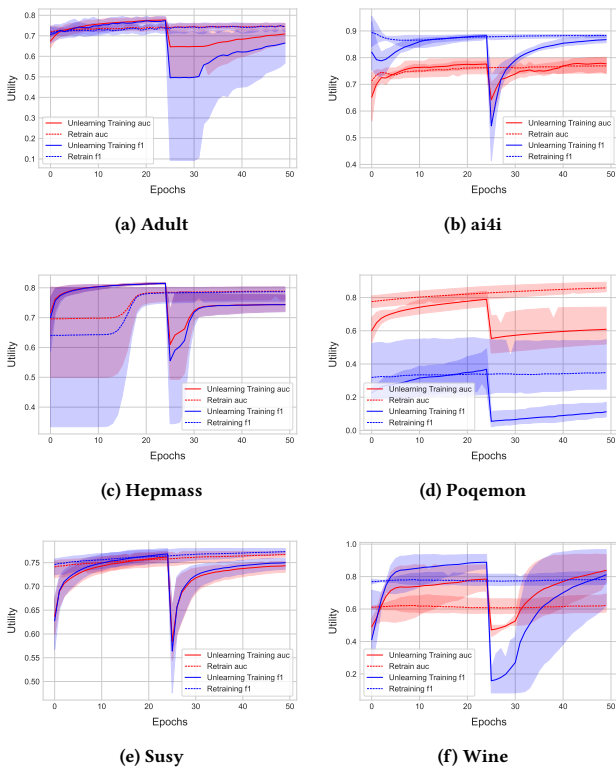 0.8
0.7
0.6
0.5
0.4
0.3
0.2
0.1
Utility
Unlearning Training auc
Retrain auc
Unlearning Training f1
Retrain f1
0 10 20 30 40 50
Epochs
(a) Adult
0.9
0.8
0.7
0.6
0.5
0.4
Utility
Unlearning Training auc
Retrain auc
Unlearning Training f1
Retraining f1
0 10 20 30 40 50
Epochs
(b) ai4i
0.8
0.7
0.6
0.5
0.4
Utility
Unlearning Training auc
Retrain auc
Unlearning Training f1
Retraining f1
0 10 20 30 40 50
Epochs
(c) Hepmass
0.8
0.6
0.4
0.2
0.0
Utility
Unlearning Training auc
Retrain auc
Unlearning Training f1
Retraining f1
0 10 20 30 40 50
Epochs
(d) Poqemon
0.75
0.70
0.65
0.60
0.55
0.50
Utility
Unlearning Training auc
Retrain auc
Unlearning Training f1
Retraining f1
0 10 20 30 40 50
Epochs
(e) Susy
1.0
0.8
0.6
0.4
0.2
Utility
Unlearning Training auc
Retrain auc
Unlearning Training f1
Retraining f1
0 10 20 30 40 50
Epochs
(f) Wine